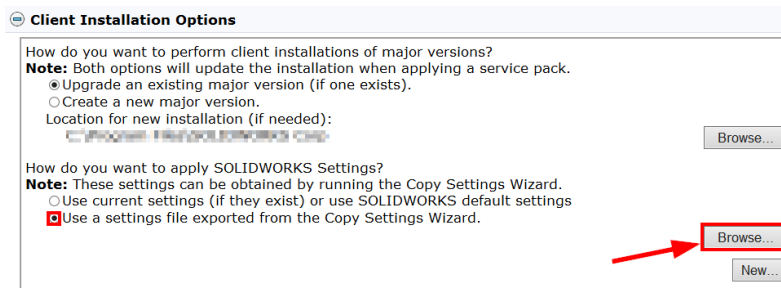 Client Installation Options
How do you want to perform client installations of major versions?
Note: Both options will update the installation when applying a service pack.
Upgrade an existing major version (if one exists).
Create a new major version.
Location for new installation (if needed):
Browse...
How do you want to apply SOLIDWORKS Settings?
Note: These settings can be obtained by running the Copy Settings Wizard.
Use current settings (if they exist) or use SOLIDWORKS default settings
Use a settings file exported from the Copy Settings Wizard.
Browse...
New...